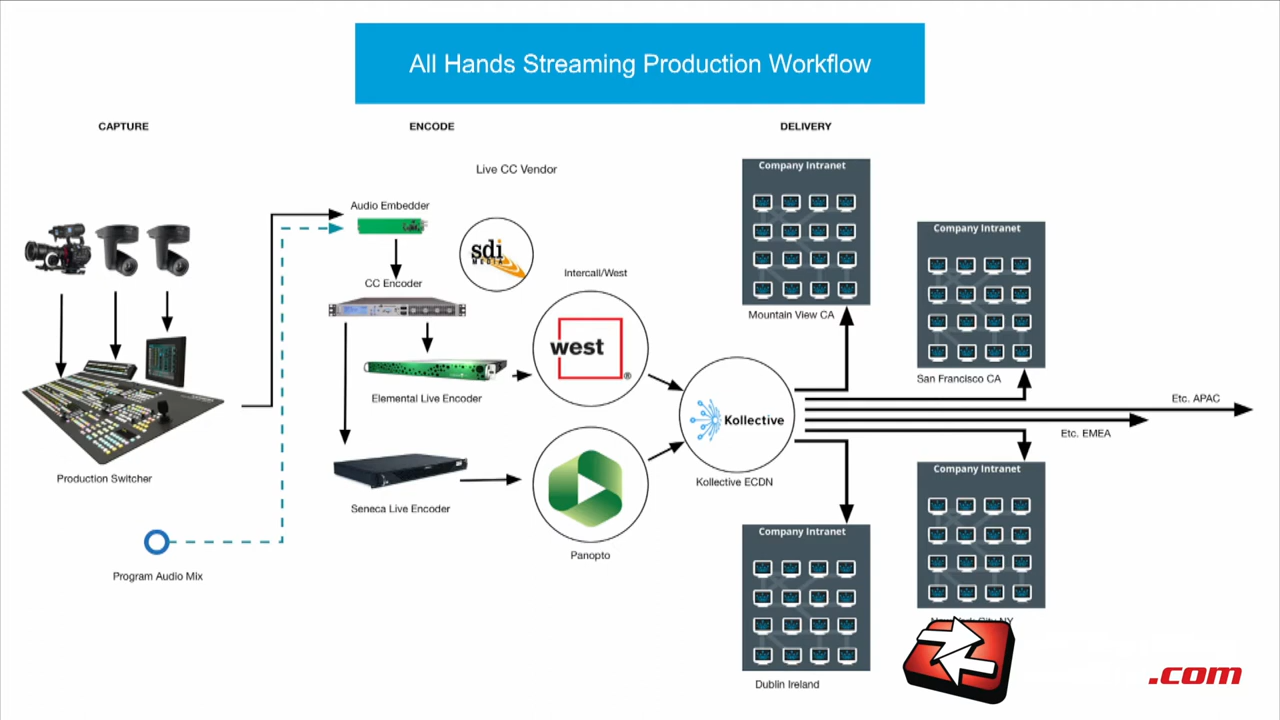 All Hands Streaming Production Workflow
CAPTURE
ENCODE
DELIVERY
Live CC Vendor
Company Intranet
Audio Embedder
sdi
MEDIA
Company Intranet
Intercall/West
CC Encoder
west
®
Mountain View CA
San Francisco CA
Elemental Live Encoder
Etc. APAC
Kollective
Etc. EMEA
Production Switcher
Kollective ECDN
Company Intranet
Seneca Live Encoder
Company Intranet
Panopto
Program Audio Mix
Dublin Ireland
.com